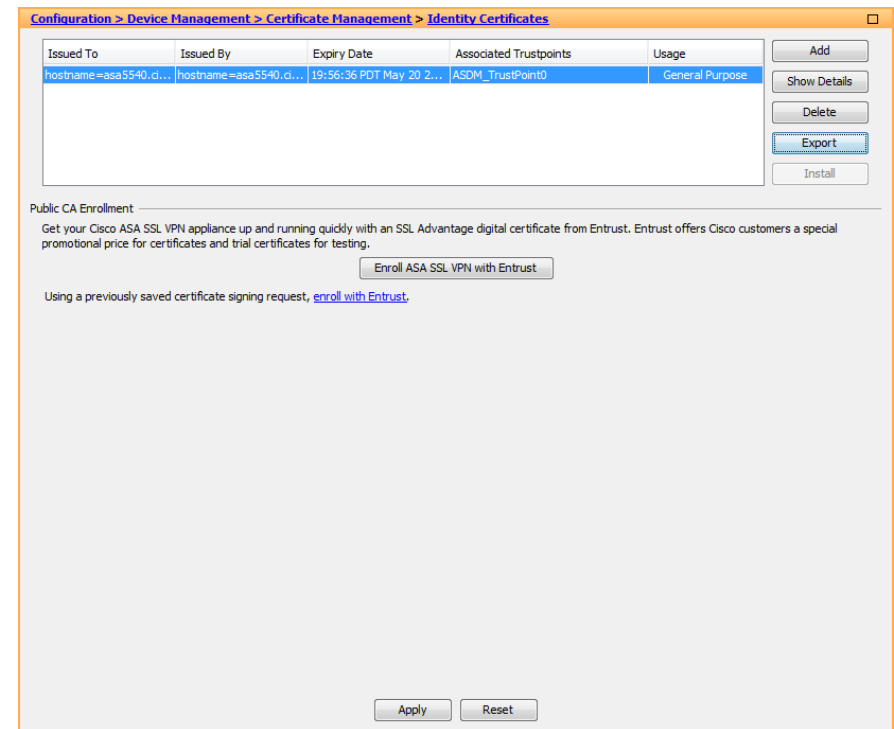 Configuration > Device Management > Certificate Management > Identity Certificates
Issued To Issued By Expiry Date Associated Trustpoints Usage
hostname=asa5540.ci... hostname=asa5540.ci... 19:56:36 PDT May 20 2... ASDM_TrustPoint0 General Purpose
Add
Show Details
Delete
Export
Install
Public CA Enrollment
Get your Cisco ASA SSL VPN appliance up and running quickly with an SSL Advantage digital certificate from Entrust. Entrust offers Cisco customers a special
promotional price for certificates and trial certificates for testing.
Enroll ASA SSL VPN with Entrust
Using a previously saved certificate signing request, enroll with Entrust.
Apply Reset